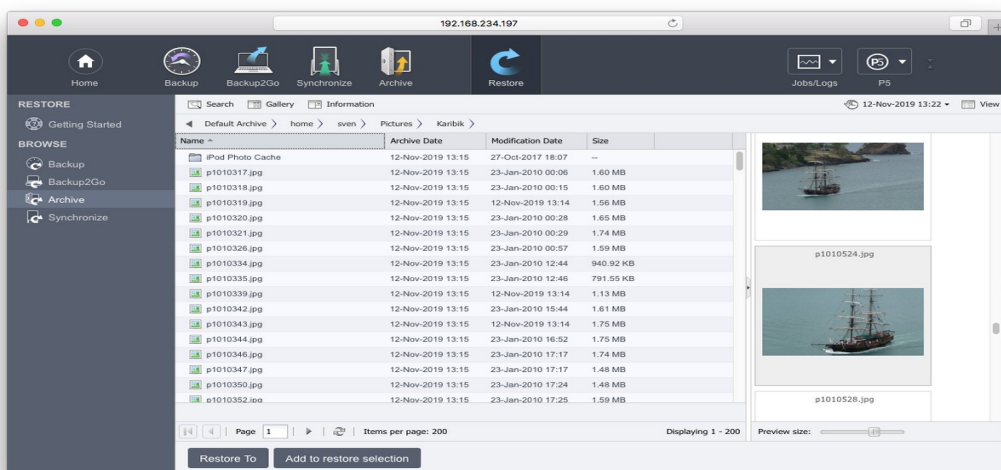 192.168.234.197
Home
Backup
Backup2Go
Synchronize
Archive
Restore
Jobs/Logs
P5
P5
RESTORE
Getting Started
BROWSE
Backup
Backup2Go
Archive
Synchronize
Search Gallery Information 12-Nov-2019 13:22 View
Default Archive home sven Pictures Karibik
Name Archive Date Modification Date Size
iPod Photo Cache 12-Nov-2019 13:15 27-Oct-2017 18:07 --
p1010317.jpg 12-Nov-2019 13:15 23-Jan-2010 00:06 1.60 MB
p1010318.jpg 12-Nov-2019 13:15 23-Jan-2010 00:15 1.60 MB
p1010319.jpg 12-Nov-2019 13:15 12-Nov-2019 13:14 1.56 MB
p1010320.jpg 12-Nov-2019 13:15 23-Jan-2010 00:28 1.65 MB
p1010321.jpg 12-Nov-2019 13:15 23-Jan-2010 00:29 1.74 MB
p1010326.jpg 12-Nov-2019 13:15 23-Jan-2010 00:57 1.59 MB
p1010334.jpg 12-Nov-2019 13:15 23-Jan-2010 12:44 940.92 KB
p1010335.jpg 12-Nov-2019 13:15 23-Jan-2010 12:46 791.55 KB
p1010339.jpg 12-Nov-2019 13:15 12-Nov-2019 13:14 1.13 MB
p1010342.jpg 12-Nov-2019 13:15 23-Jan-2010 15:44 1.61 MB
p1010343.jpg 12-Nov-2019 13:15 12-Nov-2019 13:14 1.75 MB
p1010344.jpg 12-Nov-2019 13:15 23-Jan-2010 16:52 1.75 MB
p1010346.jpg 12-Nov-2019 13:15 23-Jan-2010 17:17 1.74 MB
p1010347.jpg 12-Nov-2019 13:15 23-Jan-2010 17:17 1.48 MB
p1010350.jpg 12-Nov-2019 13:15 23-Jan-2010 17:24 1.48 MB
p1010352.jpg 12-Nov-2019 13:15 23-Jan-2010 17:25 1.59 MB
p1010524.jpg
p1010528.jpg
Page 1 Items per page: 200 Displaying 1 - 200
Preview size:
Restore To
Add to restore selection